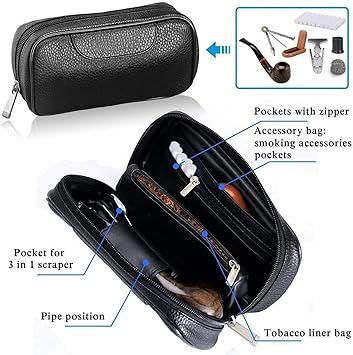 Pockets with zipper
Accessory bag:
smoking accessories
pockets
Pocket for
3 in 1 scraper
Pipe position
Tobacco liner bag